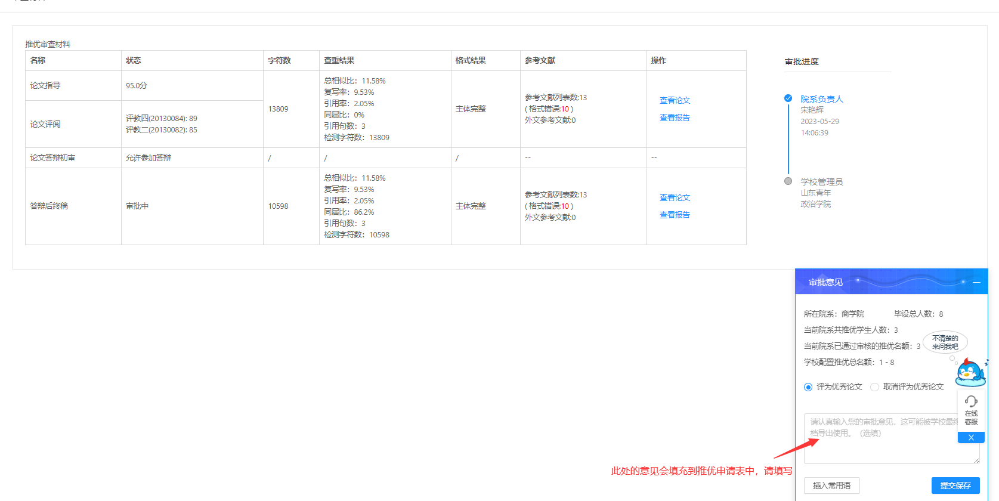 推优审查材料
名称 状态 字符数 查重结果 格式结果 参考文献 操作
论文指导 95.0分
论文评阅
评教四(20130084): 89
评教二(20130082): 85
13809
总相似比：11.58%
复写率：9.53%
引用率：2.05%
同届比：0%
引用句数：3
检测字符数：13809
主体完整
参考文献列表数:13
( 格式错误:10 )
外文参考文献:0
查看论文
查看报告
论文答辩初审 允许参加答辩 / / / -- --
答辩后终稿 审批中 10598
总相似比：11.58%
复写率：9.53%
引用率：2.05%
同届比：86.2%
引用句数：3
检测字符数：10598
主体完整
参考文献列表数:13
( 格式错误:10 )
外文参考文献:0
查看论文
查看报告
审批进度
院系负责人
宋艳辉
2023-05-29
14:06:39
学校管理员
山东青年
政治学院
审批意见
所在院系：商学院 毕设总人数：8
当前院系共推优学生人数：3
当前院系已通过审核的推优名额：3
学校配置推优总名额：1 - 8
不清楚的
来问我吧
评为优秀论文 取消评为优秀论文
在线
客服
X
请认真输入您的审批意见，这可能被学校最终
档导出使用。（选填）
此处的意见会填充到推优申请表中，请填写
插入常用语 提交保存